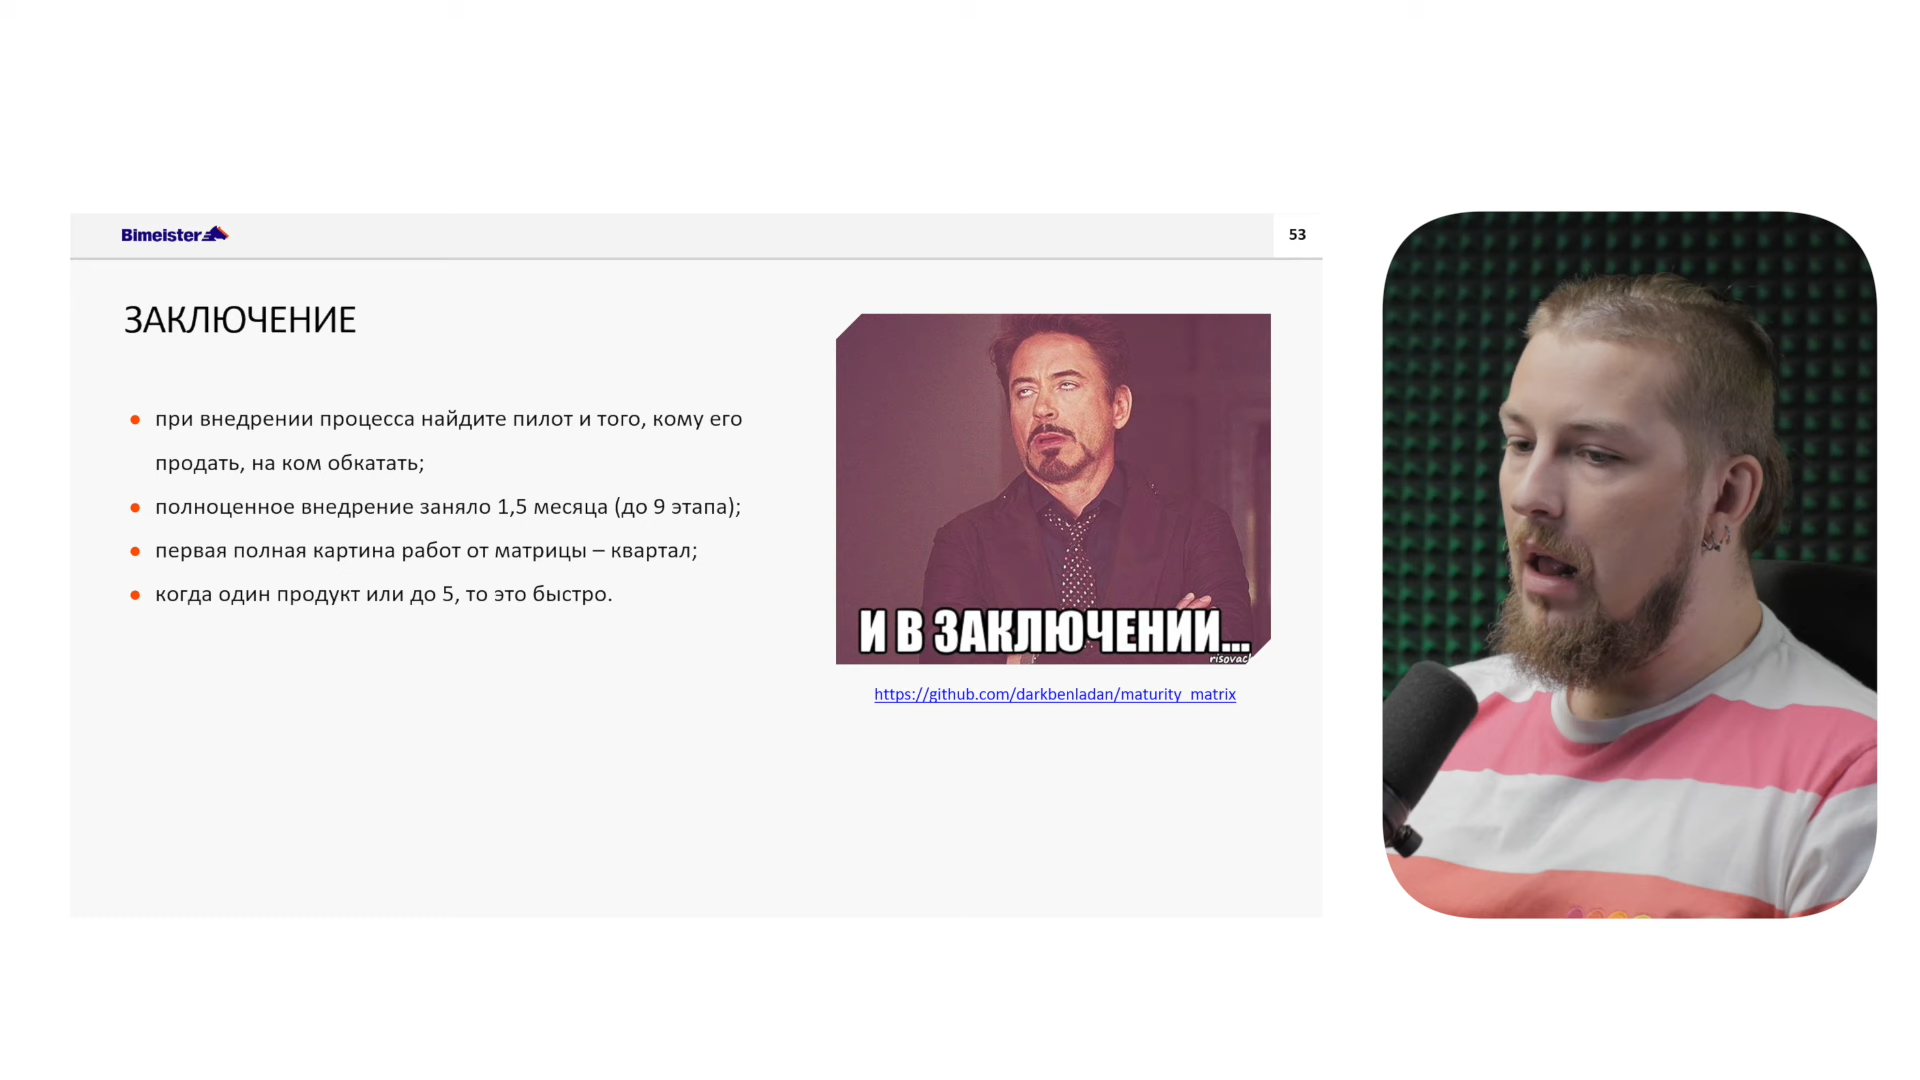 Bimeister
53
ЗАКЛЮЧЕНИЕ
при внедрении процесса найдите пилот и того, кому его
продать, на ком обкатать;
полноценное внедрение заняло 1,5 месяца (до 9 этапа);
первая полная картина работ от матрицы – квартал;
когда один продукт или до 5, то это быстро.
И В ЗАКЛЮЧЕНИИ...
risovac
https://github.com/darkbenladan/maturity_matrix